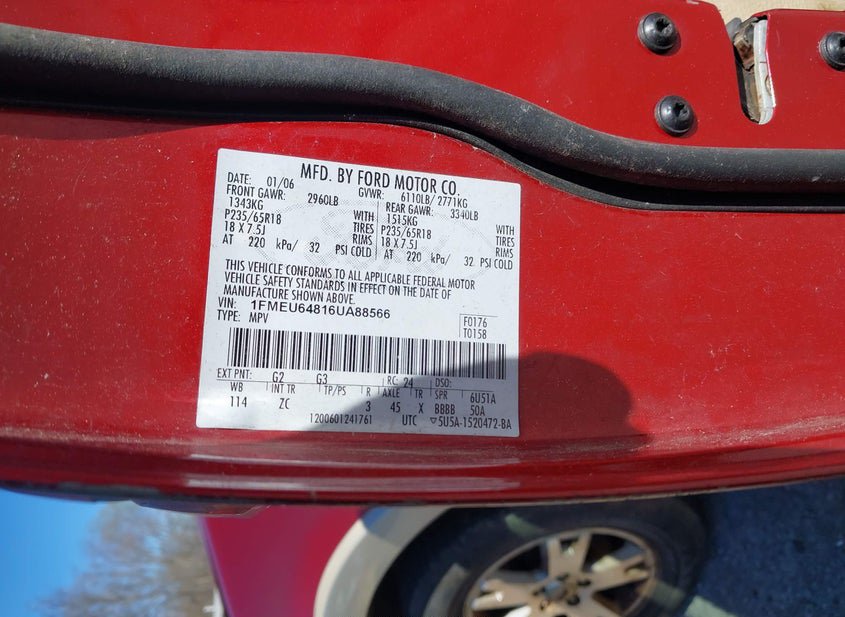 MFD. BY FORD MOTOR CO.
DATE: 01/06 GVWR: 6110LB/ 2771KG
FRONT GAWR: 2960LB REAR GAWR: 3340LB
1343KG WITH 1515KG WITH
P235/65R18 TIRES P235/65R18 TIRES
18 X 7.5J RIMS 18 X 7.5J RIMS
AT 220 kPa/ 32 PSI COLD AT 220 kPa/ 32 PSI COLD
THIS VEHICLE CONFORMS TO ALL APPLICABLE FEDERAL MOTOR
VEHICLE SAFETY STANDARDS IN EFFECT ON THE DATE OF
MANUFACTURE SHOWN ABOVE.
VIN: 1FMEU64816UA88566
TYPE: MPV F0176
T0158
EXT PNT: G2 G3 RC: 24 DSO:
WB INT TR TP/PS R AXLE TR SPR 6U51A
114 ZC 3 45 X BBBB 50A
1200601241761 UTC ▽5U5A-1520472-BA